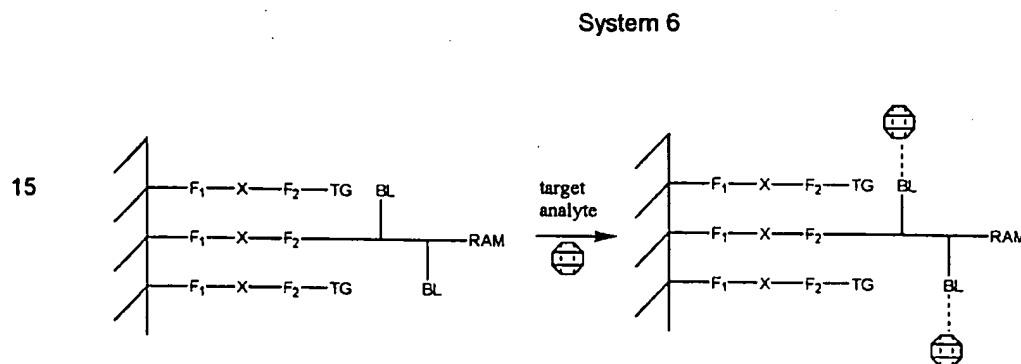 System 6
15
F₁—X—F₂—TG BL
F₁—X—F₂ RAM
F₁—X—F₂—TG BL
target
analyte
F₁—X—F₂—TG BL
F₁—X—F₂ RAM
F₁—X—F₂—TG BL